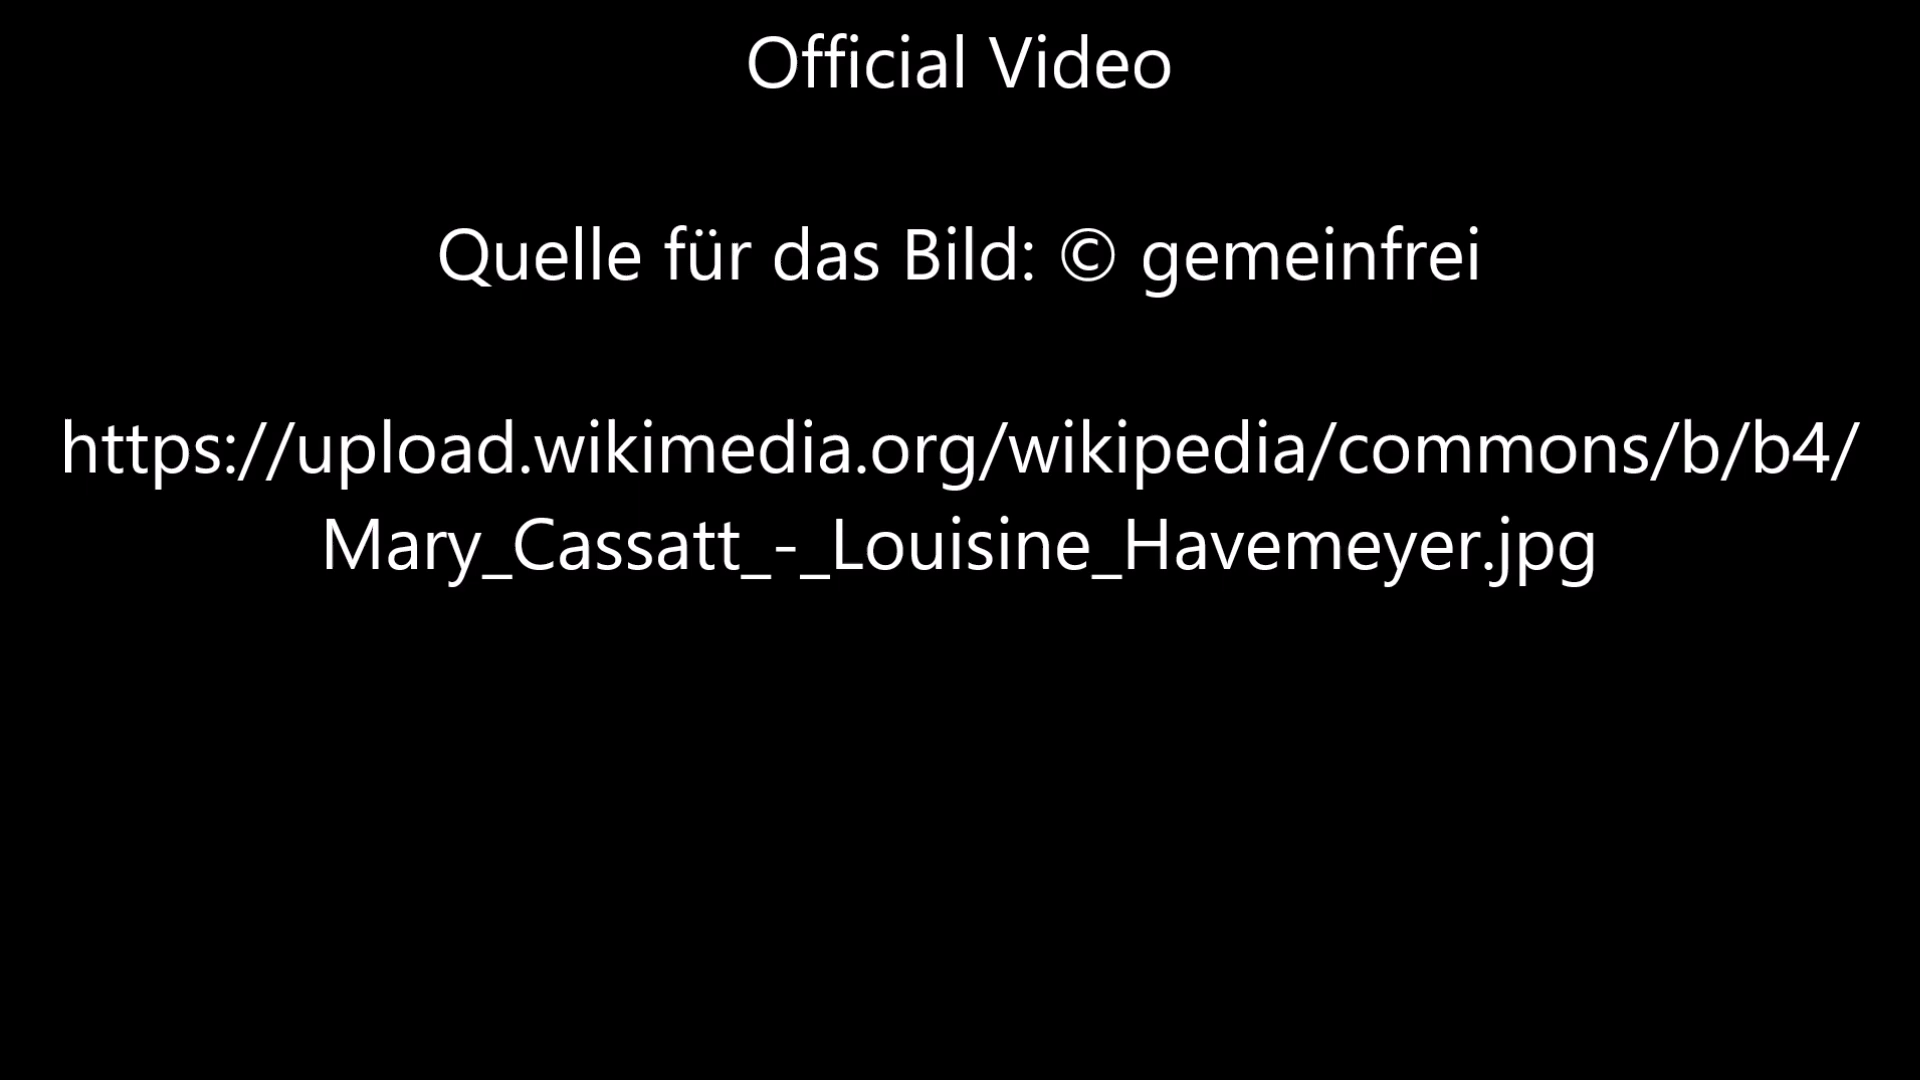 Official Video
Quelle für das Bild: © gemeinfrei
https://upload.wikimedia.org/wikipedia/commons/b/b4/
Mary_Cassatt_-_Louisine_Havemeyer.jpg